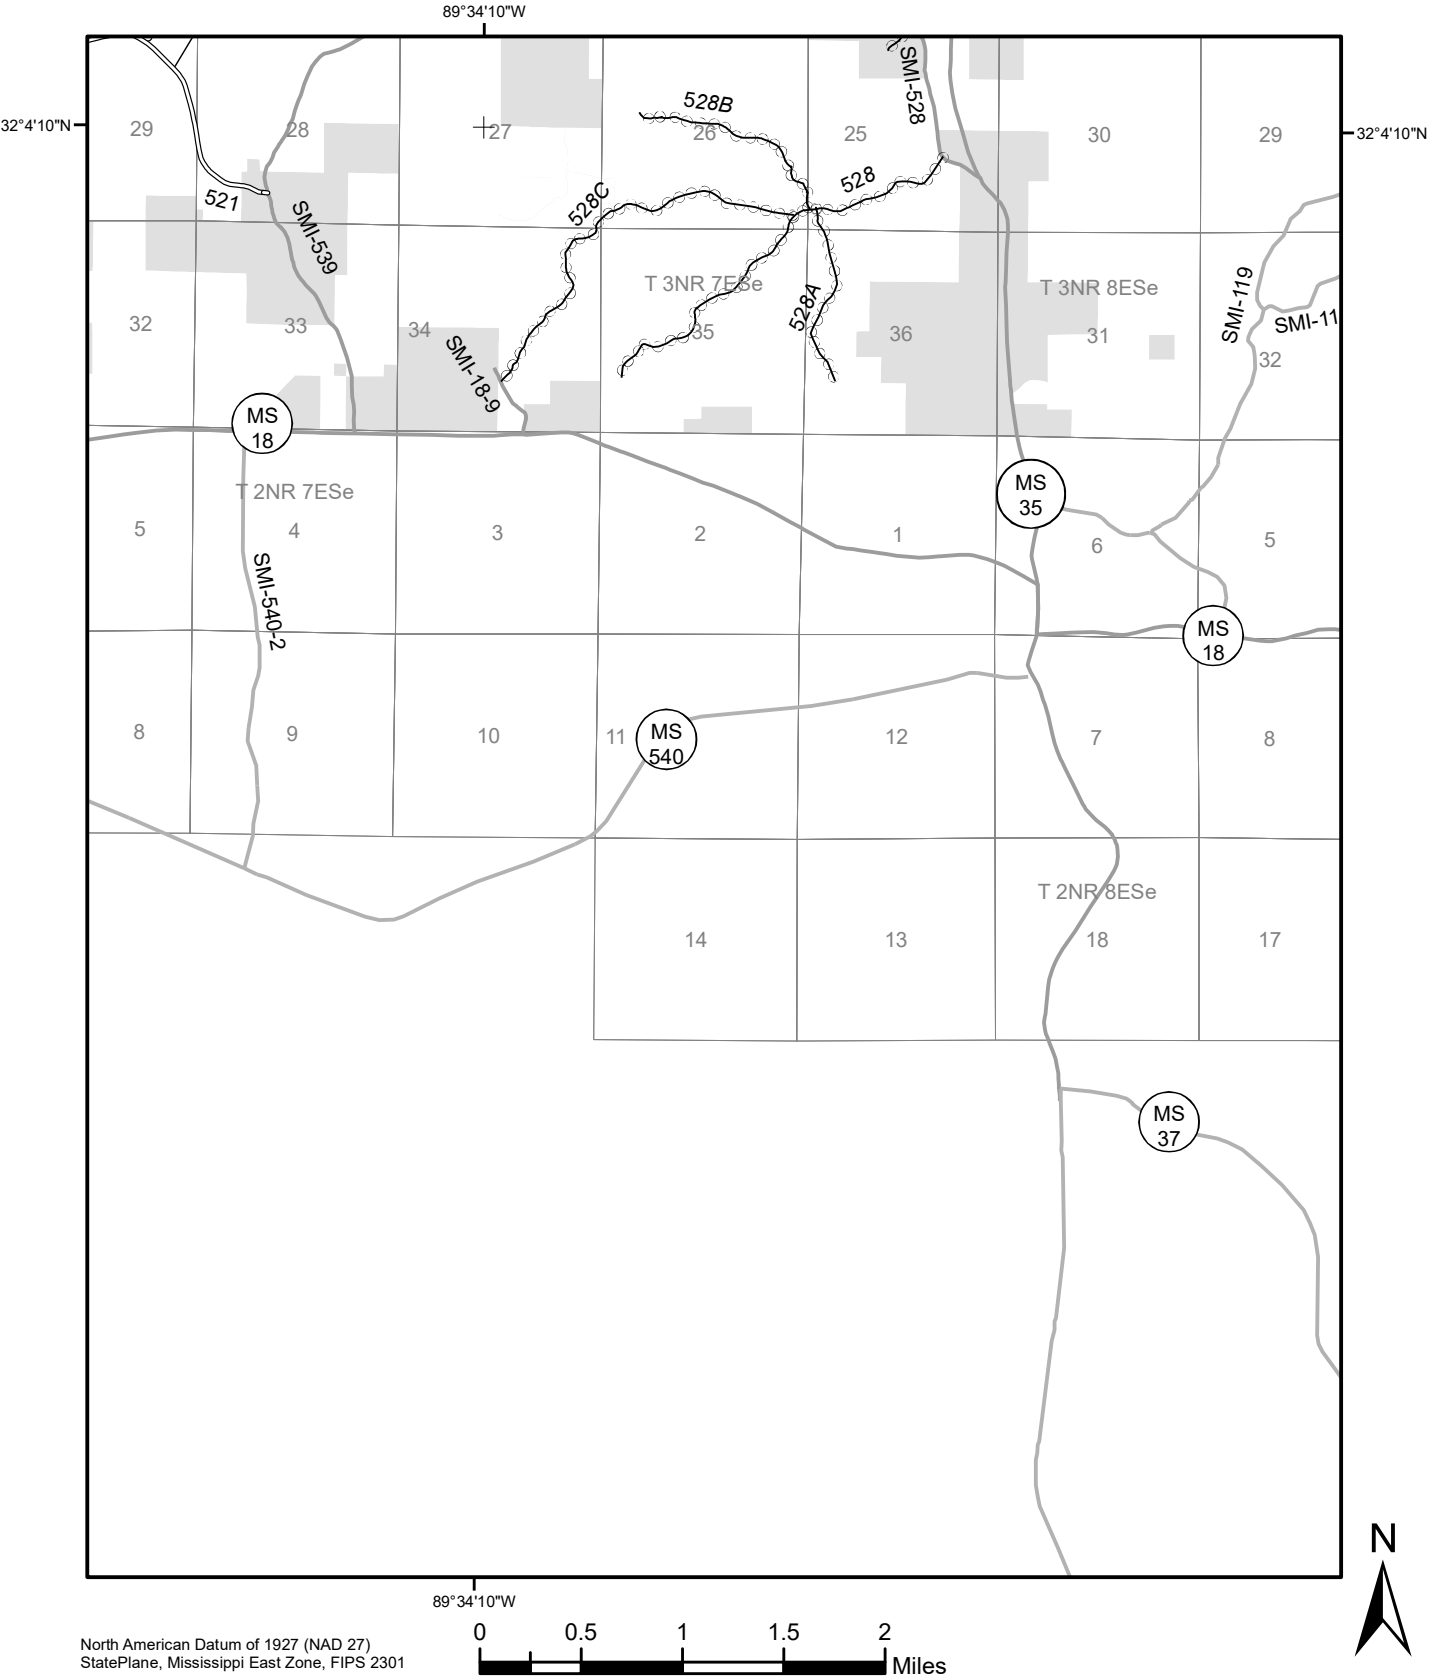 89°34'10"W
32°4'10"N
32°4'10"N
29
28
27
26
25
30
29
528B
SMI-528
528
528C
521
SMI-539
T 3NR 7ESe
T 3NR 8ESe
528A
SMI-119
SMI-11
32
33
34
35
36
31
32
SMI-18-9
MS
18
MS
35
T 2NR 7ESe
5
4
3
2
1
6
5
SMI-540-2
MS
18
8
9
10
11
MS
540
12
7
8
T 2NR 8ESe
14
13
18
17
MS
37
N
89°34'10"W
North American Datum of 1927 (NAD 27)
StatePlane, Mississippi East Zone, FIPS 2301
0 0.5 1 1.5 2
Miles